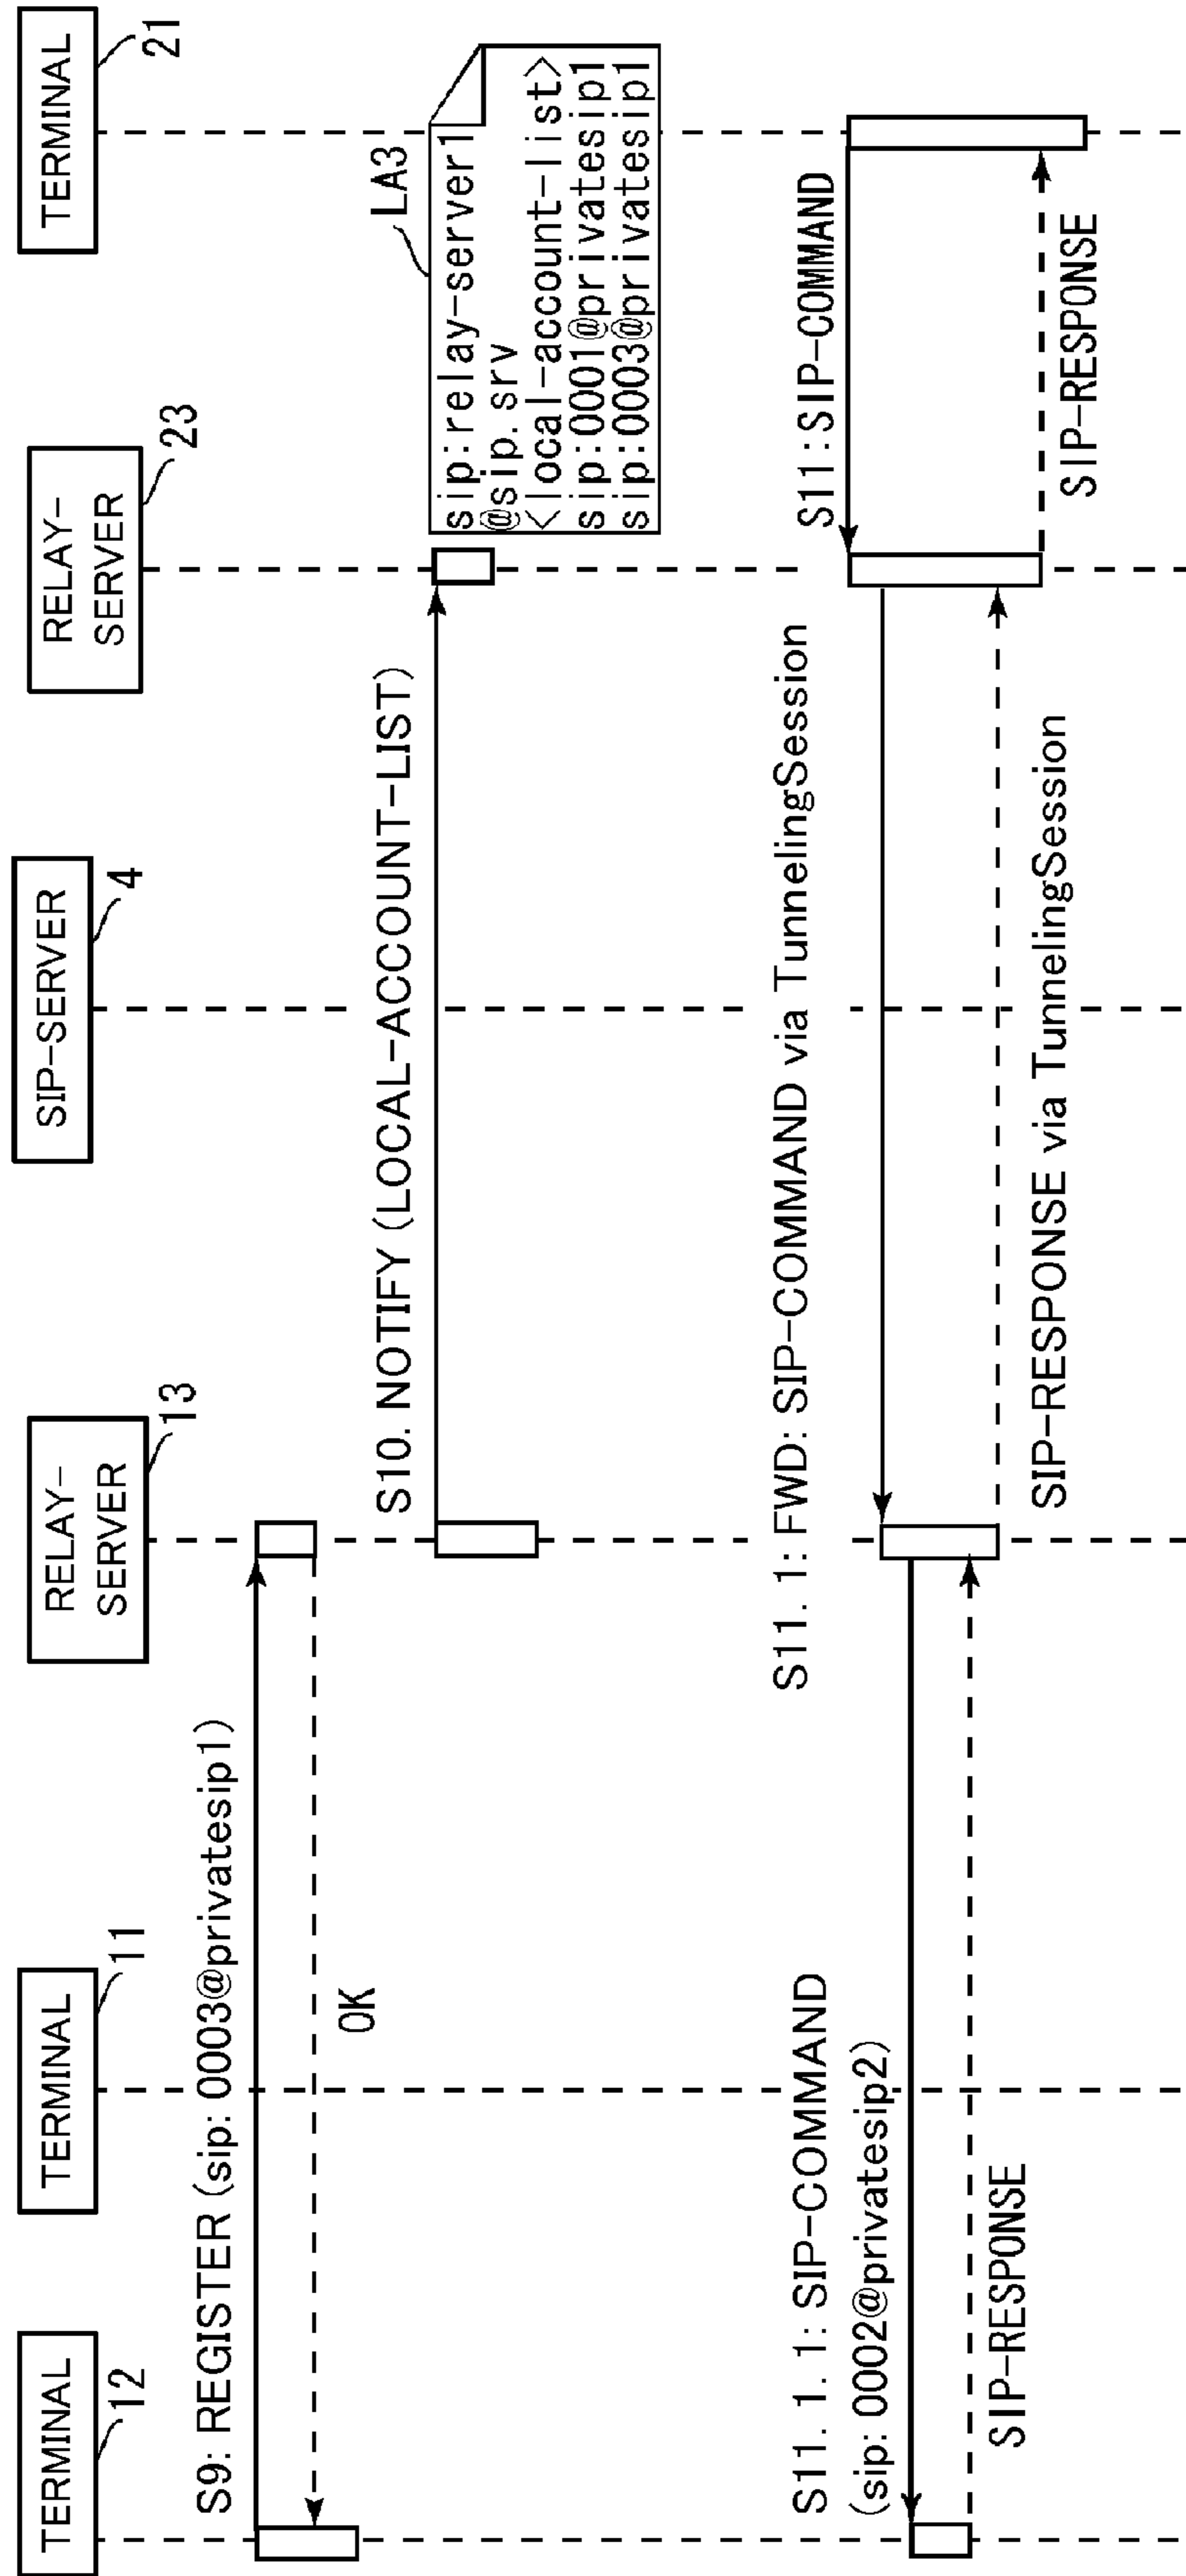 TERMINAL
12
TERMINAL
11
RELAY-
SERVER
13
SIP-SERVER
4
RELAY-
SERVER
23
TERMINAL
21
S9: REGISTER (sip: 0003@privatesip1)
OK
S10. NOTIFY (LOCAL-ACCOUNT-LIST)
LA3
sip:relay-server1
@sip.srv
<local-account-list>
sip:0001@privatesip1
sip:0003@privatesip1
S11:SIP-COMMAND
S11. 1: FWD: SIP-COMMAND via TunnelingSession
S11. 1. 1: SIP-COMMAND
(sip: 0002@privatesip2)
SIP-RESPONSE
SIP-RESPONSE via TunnelingSession
SIP-RESPONSE